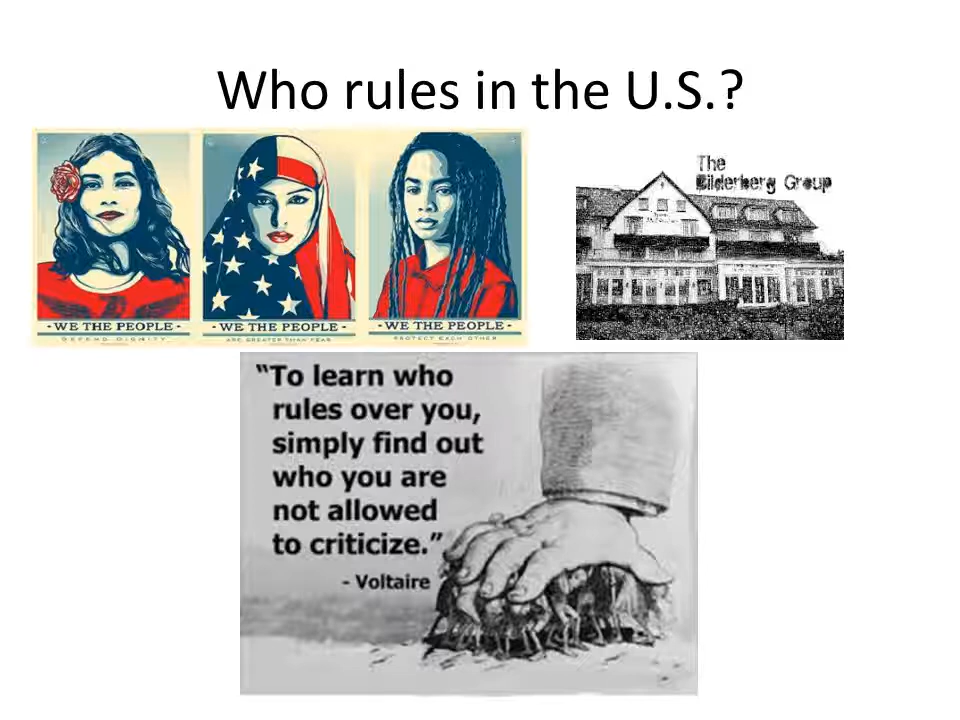 Who rules in the U.S.?
- WE THE PEOPLE -
DEFEND DIGNITY
- WE THE PEOPLE -
ARE GREATER THAN FEAR
- WE THE PEOPLE -
PROTECT EACH OTHER
The
Bilderberg Group
“To learn who
rules over you,
simply find out
who you are
not allowed
to criticize.”
- Voltaire